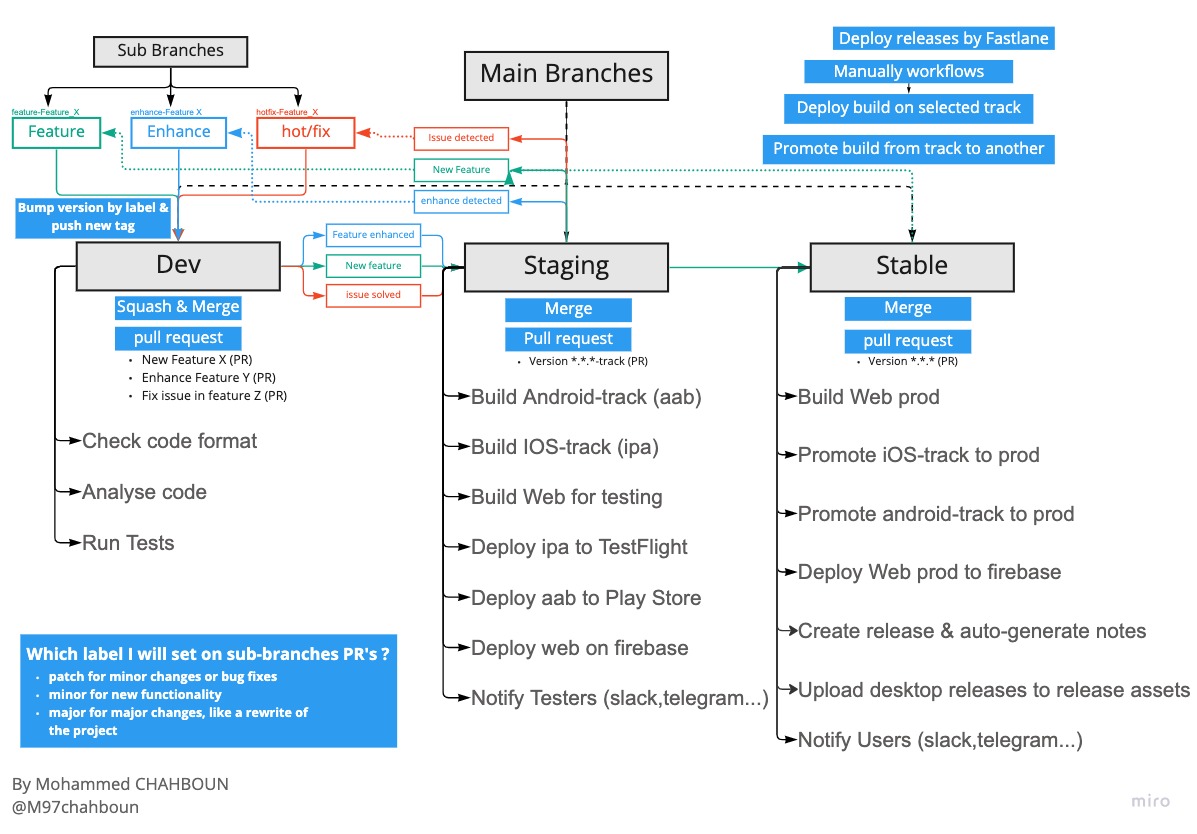 Sub Branches
Main Branches
Deploy releases by Fastlane
Manually workflows
Deploy build on selected track
Promote build from track to another
feature-Feature_X
Feature
enhance-Feature X
Enhance
hotfix-Feature_X
hot/fix
Issue detected
New Feature
enhance detected
Bump version by label &
push new tag
Dev
Squash & Merge
pull request
• New Feature X (PR)
• Enhance Feature Y (PR)
• Fix issue in feature Z (PR)
Check code format
Analyse code
Run Tests
Feature enhanced
New feature
issue solved
Staging
Merge
Pull request
• Version *.*.*-track (PR)
Build Android-track (aab)
Build IOS-track (ipa)
Build Web for testing
Deploy ipa to TestFlight
Deploy aab to Play Store
Deploy web on firebase
Notify Testers (slack,telegram...)
Stable
Merge
pull request
• Version *.*.* (PR)
Build Web prod
Promote iOS-track to prod
Promote android-track to prod
Deploy Web prod to firebase
Create release & auto-generate notes
Upload desktop releases to release assets
Notify Users (slack,telegram...)
Which label I will set on sub-branches PR's ?
• patch for minor changes or bug fixes
• minor for new functionality
• major for major changes, like a rewrite of
the project
By Mohammed CHAHBOUN
@M97chahboun
miro